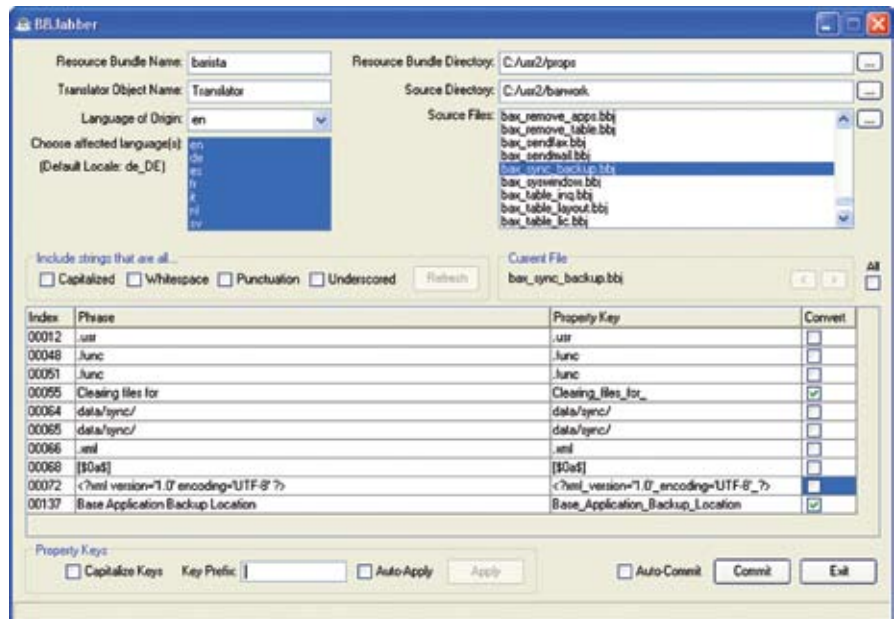 BBJabber
Resource Bundle Name: barista
Resource Bundle Directory: C:/usr2/props
...
Translator Object Name: Translator
Source Directory: C:/usr2/barwork
...
Language of Origin: en
Source Files:
...
bax_remove_apps.bbj
bax_remove_table.bbj
bax_sendfax.bbj
bax_sendmail.bbj
bax_sync_backup.bbj
bax_syswindow.bbj
bax_table_inq.bbj
bax_table_layout.bbj
bax_table_lic.bbj
Choose affected language(s)
(Default Locale: de_DE)
en
de
es
fr
it
nl
sv
Include strings that are all...
Capitalized Whitespace Punctuation Underscored Refresh
Current File
bax_sync_backup.bbj < >
All
Index Phrase Property Key Convert
00012 .usr .usr
00048 .func .func
00051 .func .func
00055 Clearing files for Clearing_files_for_
00064 data/sync/ data/sync/
00065 data/sync/ data/sync/
00066 .xml .xml
00068 [$0a$] [$0a$]
00072 <?xml version='1.0' encoding='UTF-8' ?> <?xml_version='1.0'_encoding='UTF-8'_?>
00137 Base Application Backup Location Base_Application_Backup_Location
Property Keys
Capitalize Keys Key Prefix: Auto-Apply Apply
Auto-Commit Commit Exit